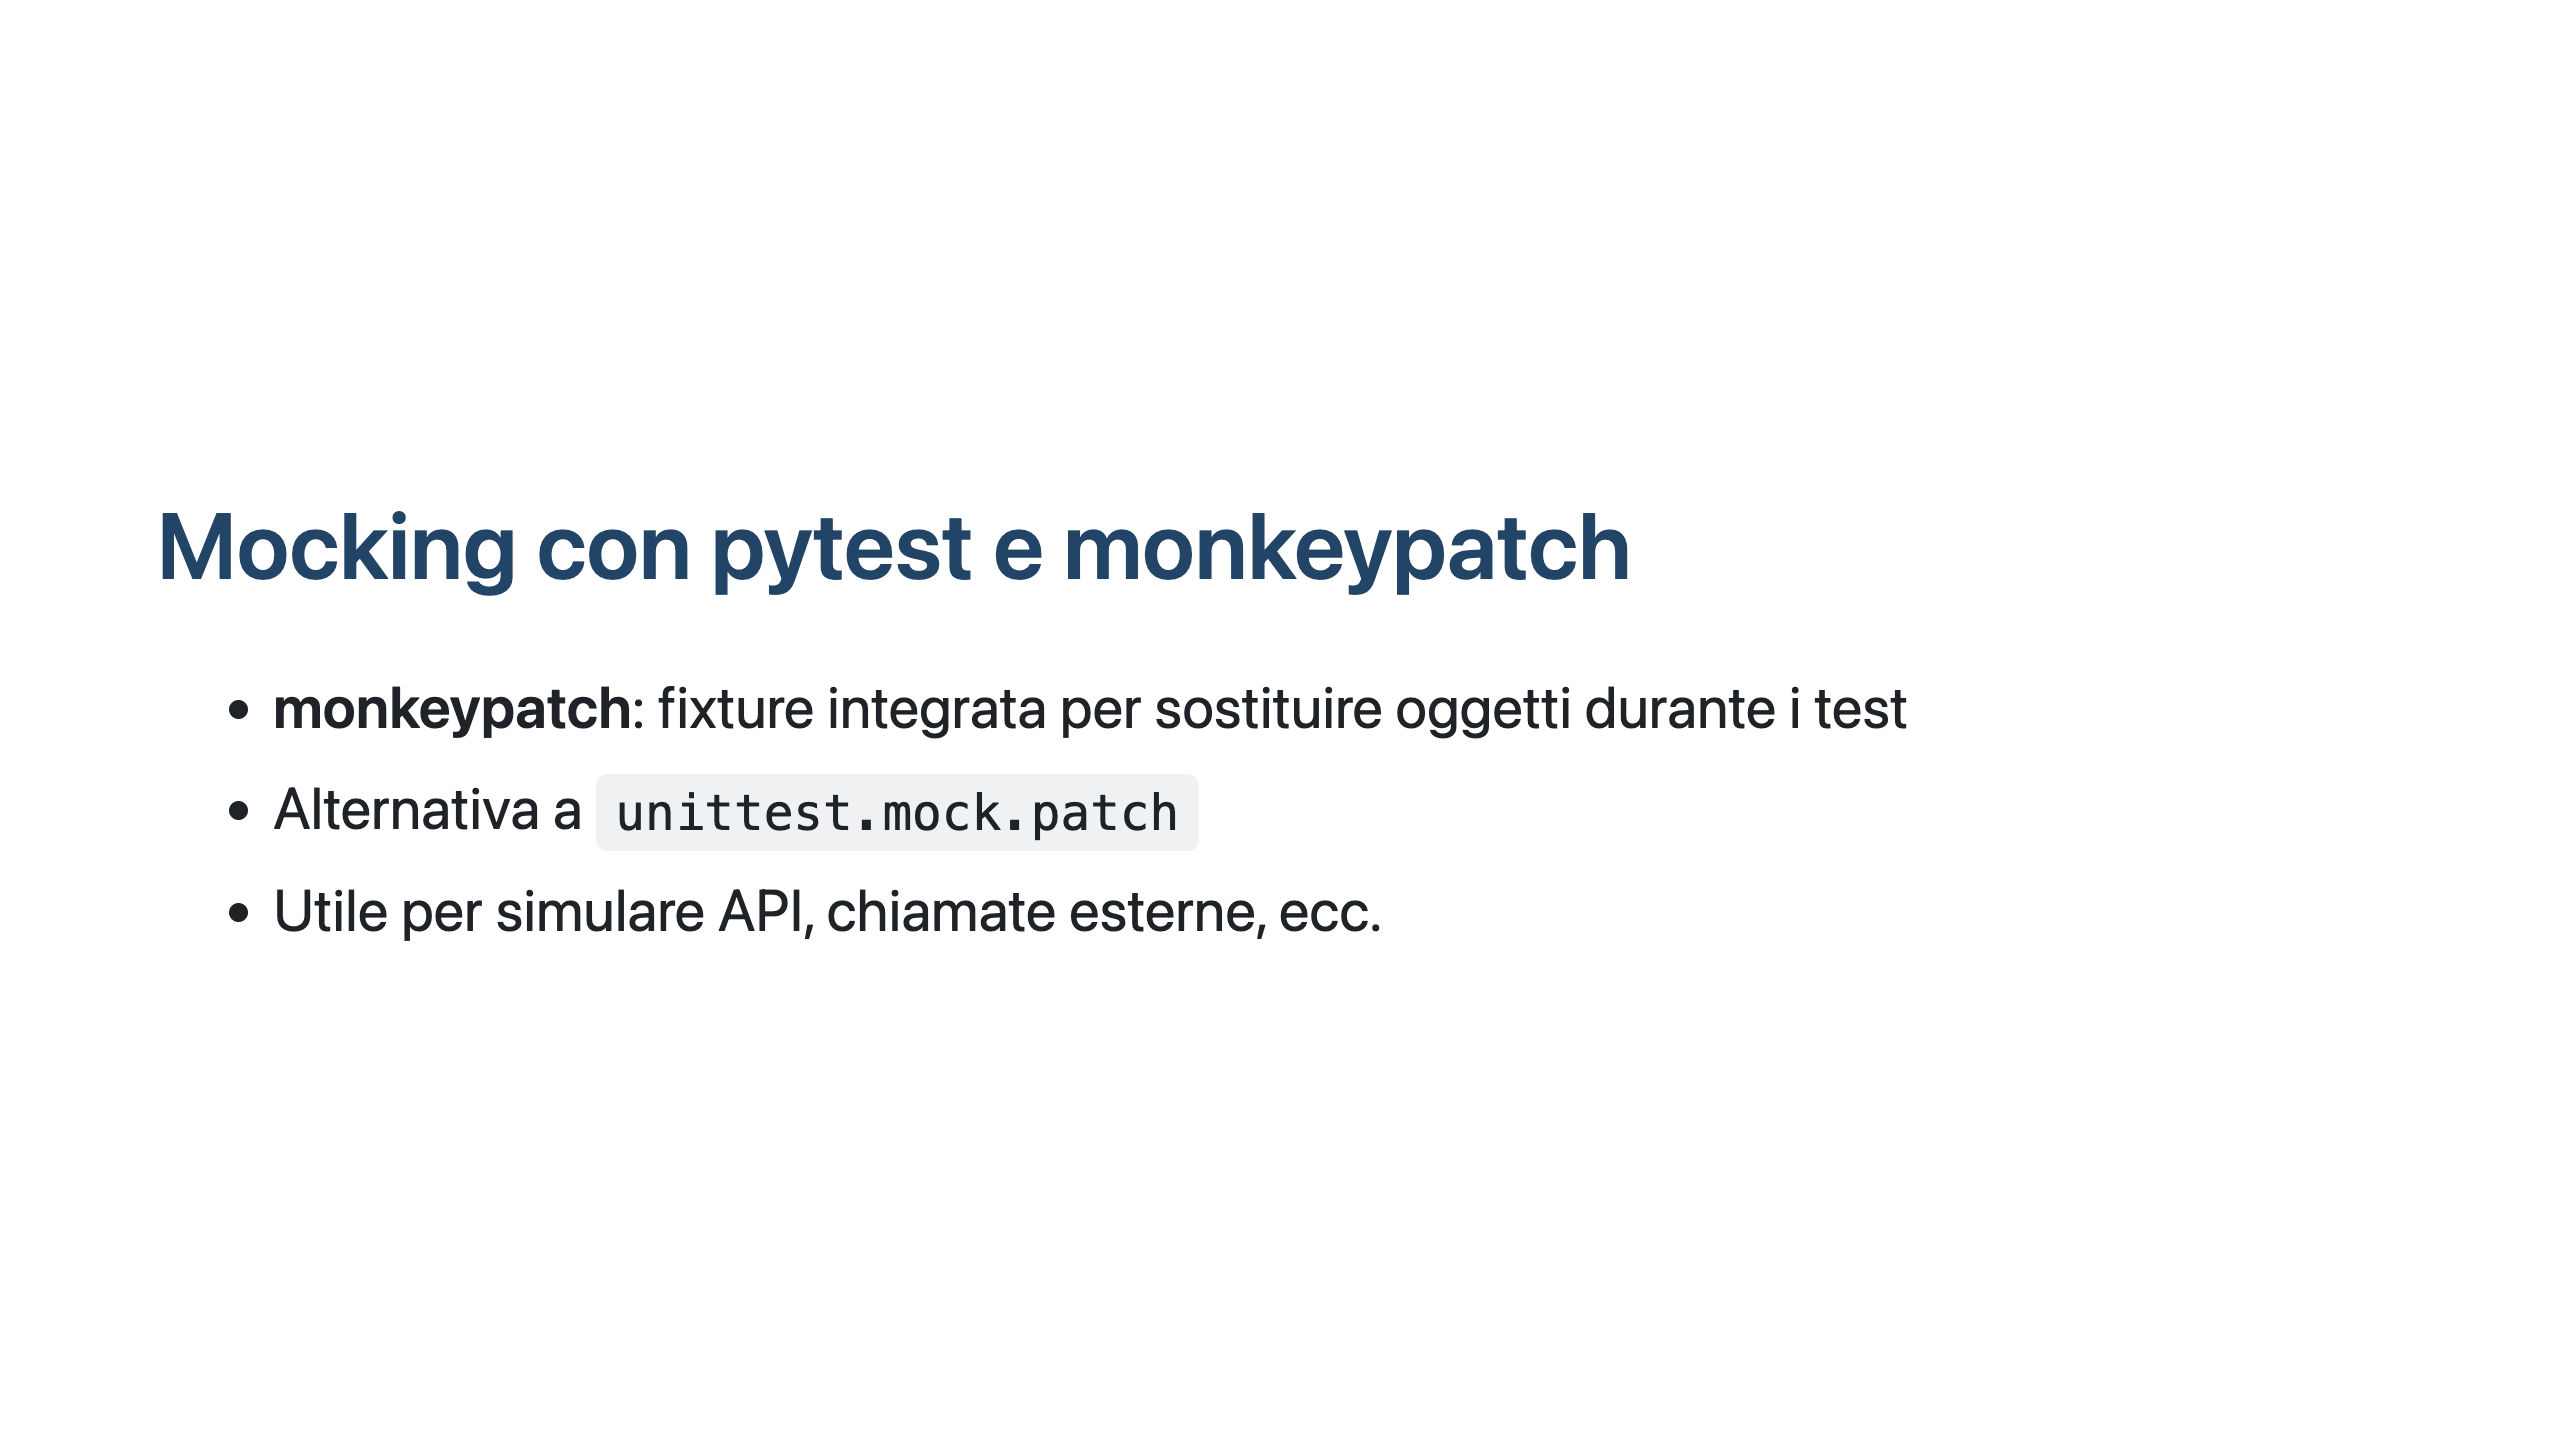 Mocking con pytest e monkeypatch
monkeypatch: fixture integrata per sostituire oggetti durante i test
Alternativa a unittest.mock.patch
Utile per simulare API, chiamate esterne, ecc.